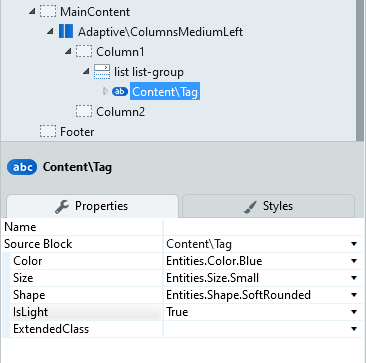 MainContent
Adaptive\ColumnsMediumLeft
Column1
list list-group
ab Content\Tag
Column2
Footer
abc Content\Tag
Properties Styles
Name
Source Block Content\Tag
Color Entities.Color.Blue
Size Entities.Size.Small
Shape Entities.Shape.SoftRounded
IsLight True
ExtendedClass